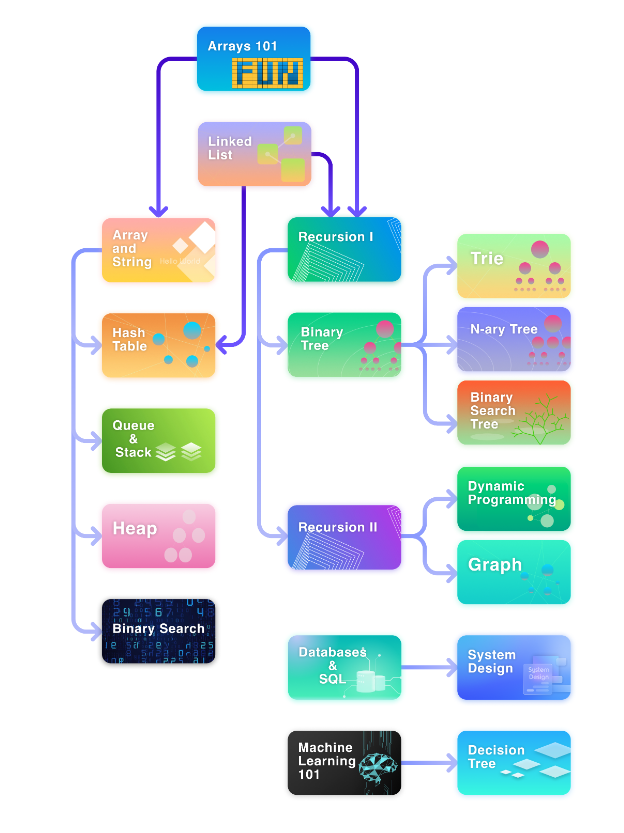 Arrays 101
FUN
Linked
List
Array
and
String
Hello World!
Recursion I
Trie
Hash
Table
Binary
Tree
N-ary Tree
Binary
Search
Tree
Queue
&
Stack
Dynamic
Programming
Heap
Recursion II
Graph
Binary Search
Databases
&
SQL
System
Design
System
Design
Machine
Learning
101
Decision
Tree